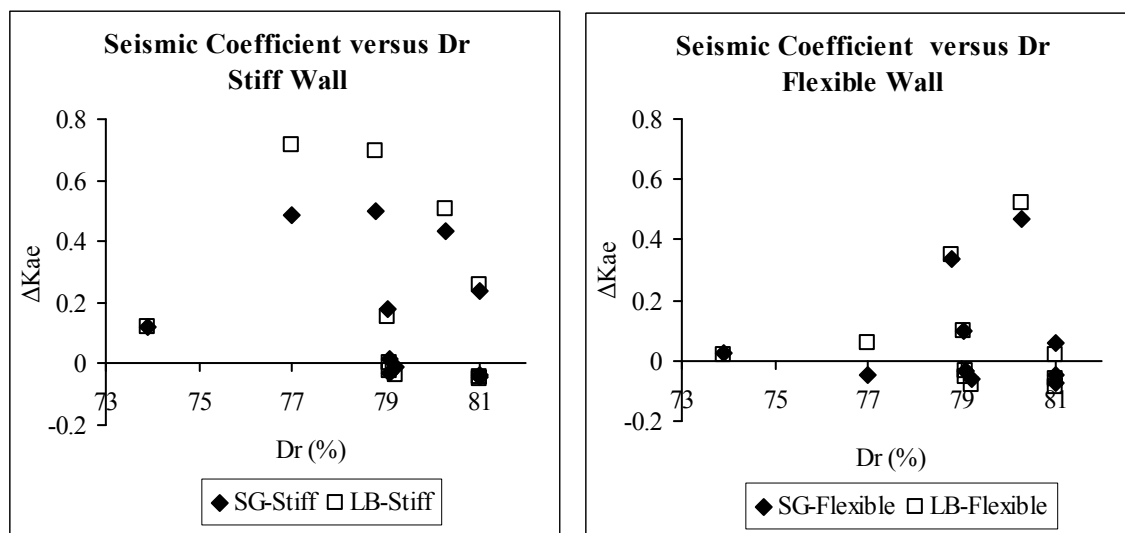 Seismic Coefficient versus Dr
Stiff Wall
0.8
0.6
0.4
0.2
0
-0.2
73 75 77 79 81
ΔKae
Dr (%)
SG-Stiff LB-Stiff
Seismic Coefficient versus Dr
Flexible Wall
0.8
0.6
0.4
0.2
0
-0.2
73 75 77 79 81
ΔKae
Dr (%)
SG-Flexible LB-Flexible